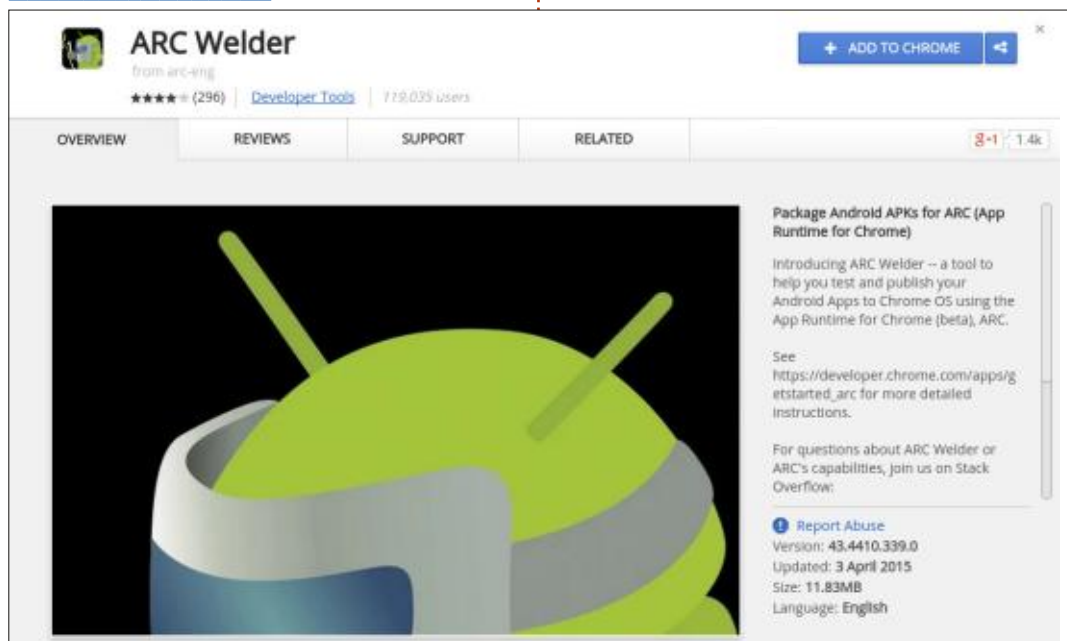 ARC Welder
from arc-eng
(296) Developer Tools 119,035 users
+ ADD TO CHROME
×
OVERVIEW REVIEWS SUPPORT RELATED
g+1 1.4k
Package Android APKs for ARC (App
Runtime for Chrome)
Introducing ARC Welder -- a tool to
help you test and publish your
Android Apps to Chrome OS using the
App Runtime for Chrome (beta), ARC.
See
https://developer.chrome.com/apps/g
etstarted_arc for more detailed
instructions.
For questions about ARC Welder or
ARC's capabilities, join us on Stack
Overflow:
Report Abuse
Version: 43.4410.339.0
Updated: 3 April 2015
Size: 11.83MB
Language: English